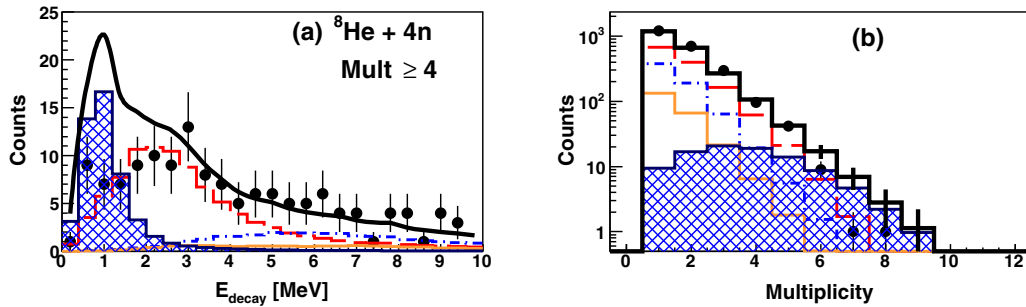 (a) ⁸He + 4n
Mult ≥ 4
Counts
25
20
15
10
5
0
0 1 2 3 4 5 6 7 8 9 10
E_decay [MeV]
(b)
Counts
10³
10²
10
1
0 2 4 6 8 10 12
Multiplicity